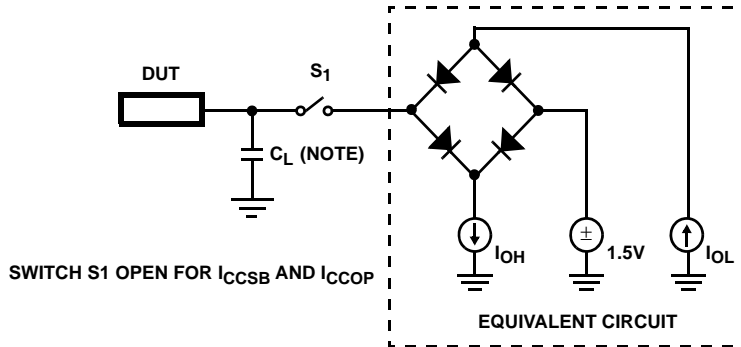 DUT
S1
CL (NOTE)
IOH
±
1.5V
IOL
SWITCH S1 OPEN FOR ICCSB AND ICCOP
EQUIVALENT CIRCUIT